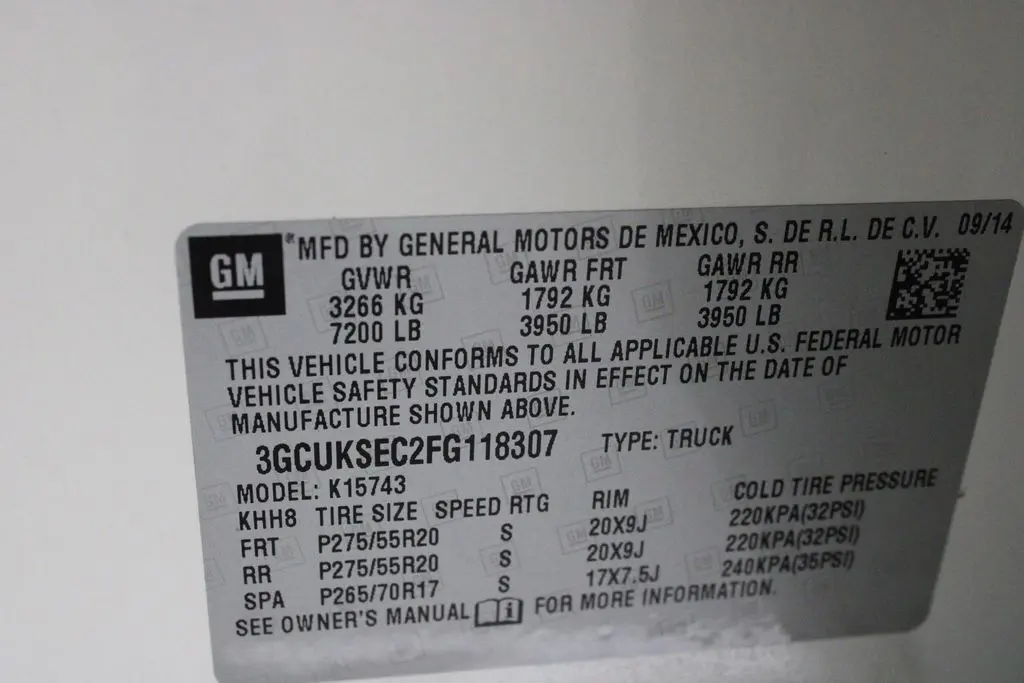 GM *MFD BY GENERAL MOTORS DE MEXICO, S. DE R.L. DE C.V. 09/14
GVWR GAWR FRT GAWR RR
3266 KG 1792 KG 1792 KG
7200 LB 3950 LB 3950 LB
THIS VEHICLE CONFORMS TO ALL APPLICABLE U.S. FEDERAL MOTOR
VEHICLE SAFETY STANDARDS IN EFFECT ON THE DATE OF
MANUFACTURE SHOWN ABOVE.
3GCUKSEC2FG118307 TYPE: TRUCK
MODEL: K15743
KHH8 TIRE SIZE SPEED RTG RIM COLD TIRE PRESSURE
FRT P275/55R20 S 20X9J 220KPA(32PSI)
RR P275/55R20 S 20X9J 220KPA(32PSI)
SPA P265/70R17 S 17X7.5J 240KPA(35PSI)
SEE OWNER'S MANUAL i FOR MORE INFORMATION.